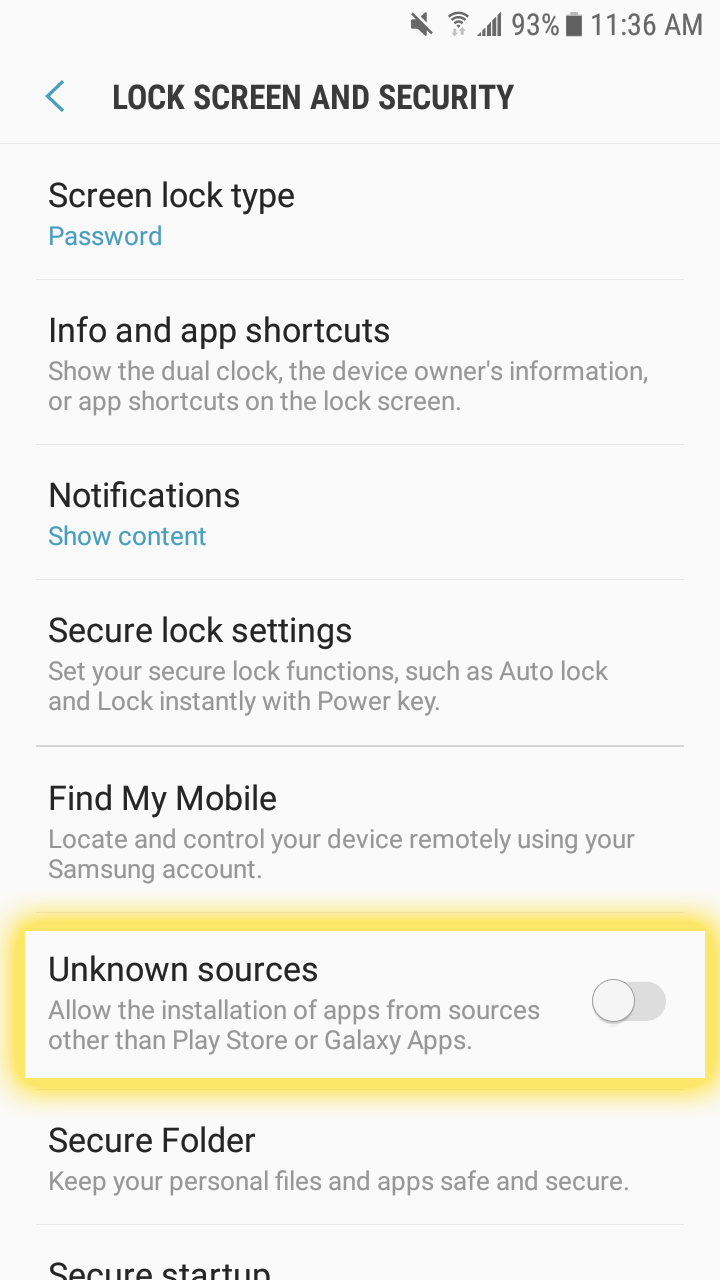 93% 11:36 AM
LOCK SCREEN AND SECURITY
Screen lock type
Password
Info and app shortcuts
Show the dual clock, the device owner's information,
or app shortcuts on the lock screen.
Notifications
Show content
Secure lock settings
Set your secure lock functions, such as Auto lock
and Lock instantly with Power key.
Find My Mobile
Locate and control your device remotely using your
Samsung account.
Unknown sources
Allow the installation of apps from sources
other than Play Store or Galaxy Apps.
Secure Folder
Keep your personal files and apps safe and secure.
Secure startup